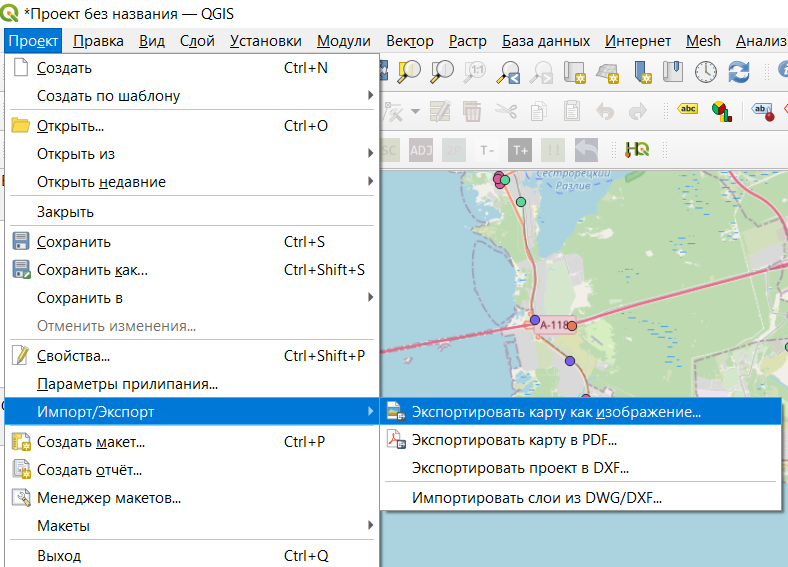 *Проект без названия — QGIS
Проект Правка Вид Слой Установки Модули Вектор Растр База данных Интернет Mesh Анализ
Создать Ctrl+N
Создать по шаблону
Открыть... Ctrl+O
Открыть из
Открыть недавние
Закрыть
Сохранить Ctrl+S
Сохранить как... Ctrl+Shift+S
Сохранить в
Отменить изменения...
Свойства... Ctrl+Shift+P
Параметры прилипания...
Импорт/Экспорт
Создать макет... Ctrl+P
Создать отчёт...
Менеджер макетов...
Макеты
Выход Ctrl+Q
Экспортировать карту как изображение...
Экспортировать карту в PDF...
Экспортировать проект в DXF...
Импортировать слои из DWG/DXF...
1:1
abc
ab
SC ADJ T- T+ HQ
Сестрорецкий
Разлив
А-118